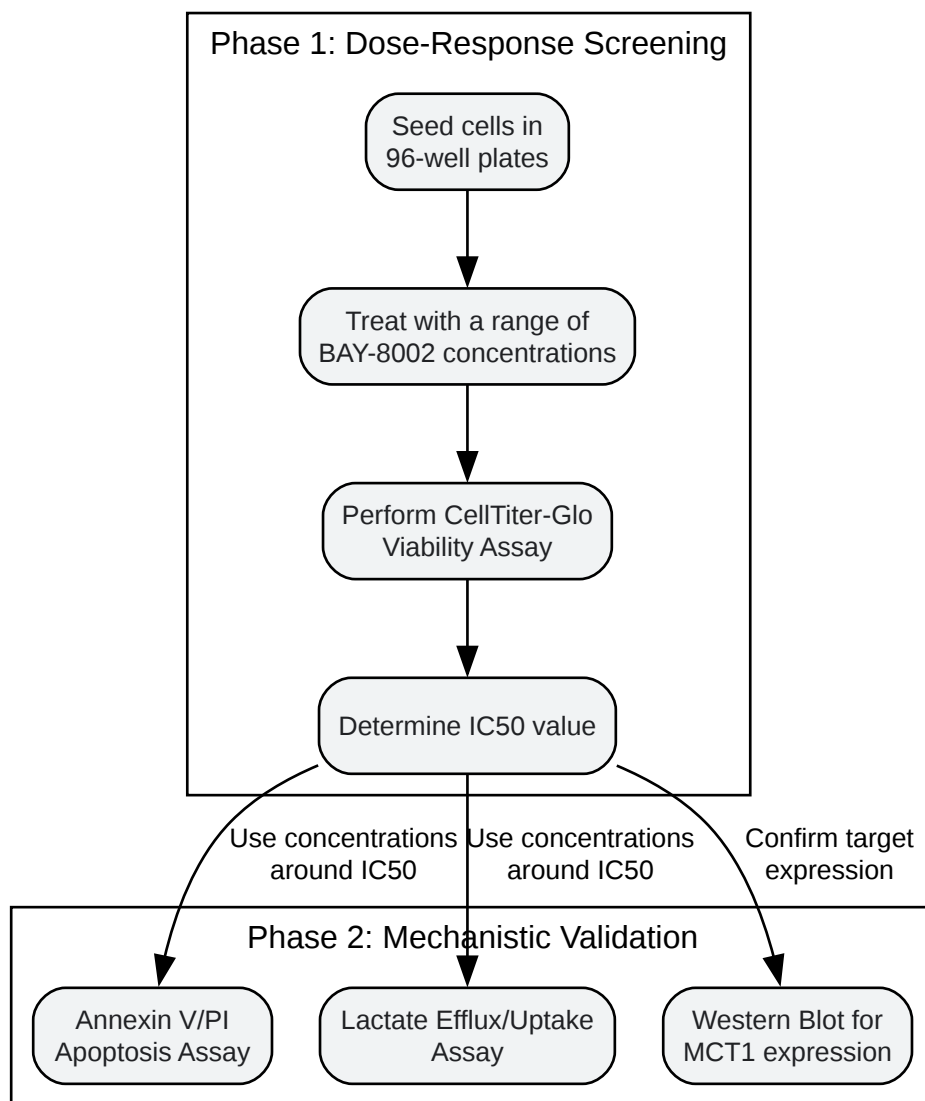 Phase 1: Dose-Response Screening
Seed cells in
96-well plates
Treat with a range of
BAY-8002 concentrations
Perform CellTiter-Glo
Viability Assay
Determine IC50 value
Use concentrations
around IC50
Use concentrations
around IC50
Confirm target
expression
Phase 2: Mechanistic Validation
Annexin V/PI
Apoptosis Assay
Lactate Efflux/Uptake
Assay
Western Blot for
MCT1 expression